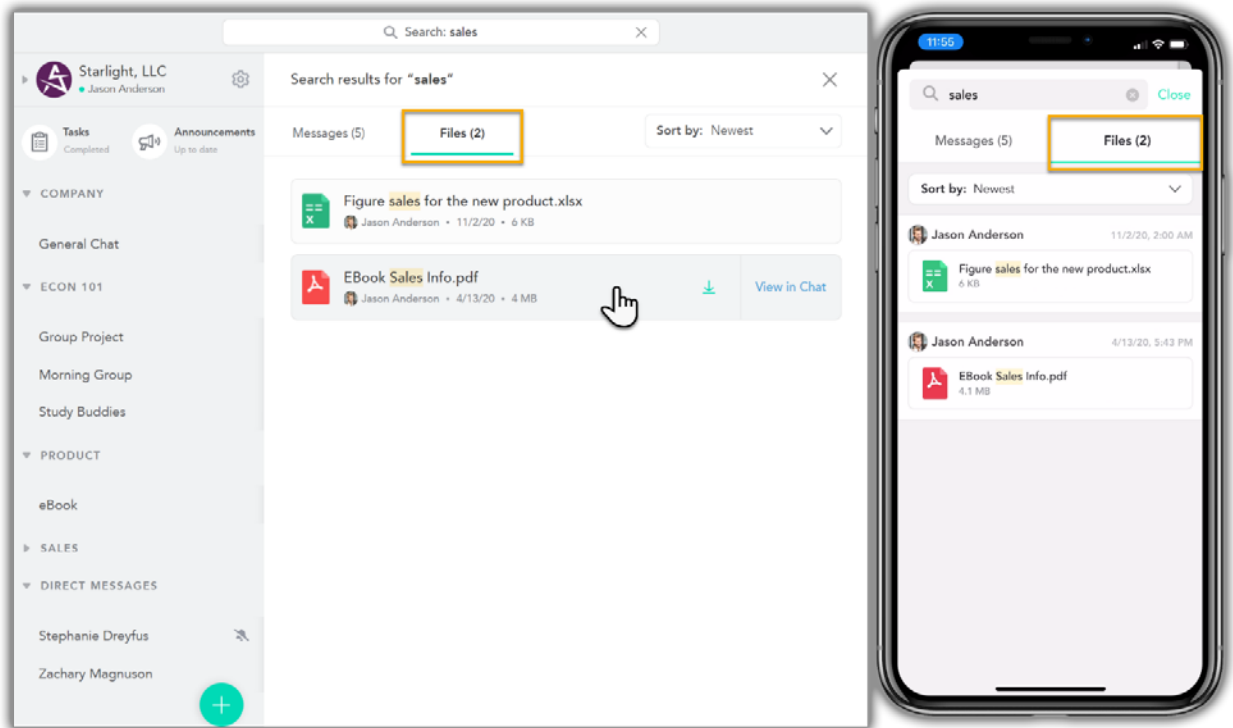 Search: sales
Starlight, LLC
Jason Anderson
Tasks
Completed
Announcements
Up to date
COMPANY
General Chat
ECON 101
Group Project
Morning Group
Study Buddies
PRODUCT
eBook
SALES
DIRECT MESSAGES
Stephanie Dreyfus
Zachary Magnuson
Search results for "sales"
Messages (5)
Files (2)
Sort by: Newest
Figure sales for the new product.xlsx
Jason Anderson • 11/2/20 • 6 KB
EBook Sales Info.pdf
Jason Anderson • 4/13/20 • 4 MB
View in Chat
11:55
sales
Close
Messages (5)
Files (2)
Sort by: Newest
Jason Anderson
11/2/20, 2:00 AM
Figure sales for the new product.xlsx
6 KB
Jason Anderson
4/13/20, 5:43 PM
EBook Sales Info.pdf
4.1 MB